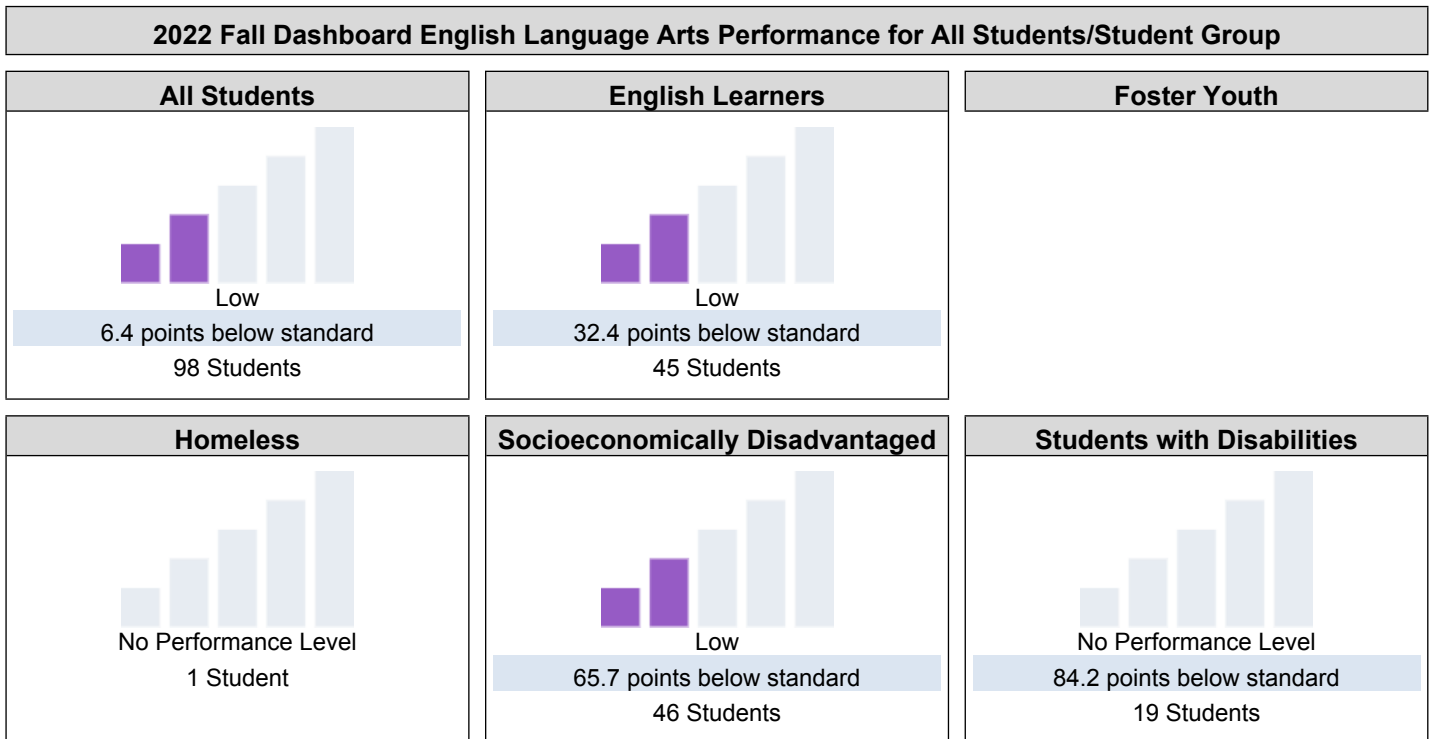 2022 Fall Dashboard English Language Arts Performance for All Students/Student Group
All Students
Low
6.4 points below standard
98 Students
English Learners
Low
32.4 points below standard
45 Students
Foster Youth
Homeless
No Performance Level
1 Student
Socioeconomically Disadvantaged
Low
65.7 points below standard
46 Students
Students with Disabilities
No Performance Level
84.2 points below standard
19 Students